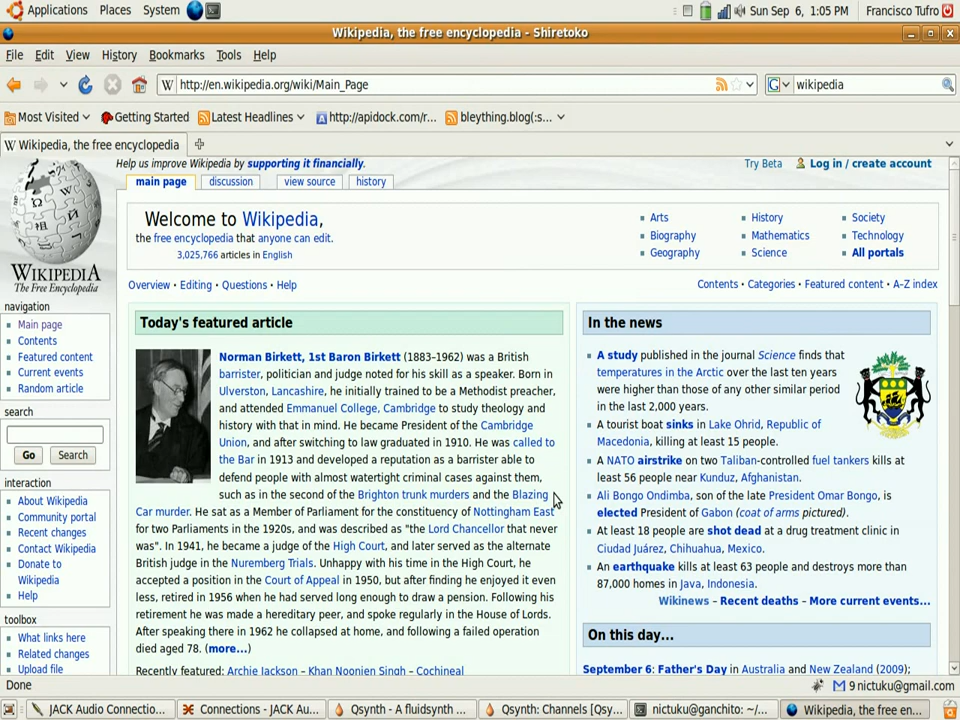 Applications Places System Sun Sep 6, 1:05 PM Francisco Tufro
Wikipedia, the free encyclopedia - Shiretoko
File Edit View History Bookmarks Tools Help
http://en.wikipedia.org/wiki/Main_Page wikipedia
Most Visited Getting Started Latest Headlines http://apidock.com/r... bleything.blog(:s...
Wikipedia, the free encyclopedia
Help us improve Wikipedia by supporting it financially. Try Beta Log in / create account
main page discussion view source history
Welcome to Wikipedia,
the free encyclopedia that anyone can edit.
3,025,766 articles in English
Arts History Society
Biography Mathematics Technology
Geography Science All portals
WIKIPEDIA
The Free Encyclopedia
Overview · Editing · Questions · Help Contents · Categories · Featured content · A–Z index
navigation
Main page
Contents
Featured content
Current events
Random article
search
Go Search
interaction
About Wikipedia
Community portal
Recent changes
Contact Wikipedia
Donate to
Wikipedia
Help
toolbox
What links here
Related changes
Upload file
Today's featured article
Norman Birkett, 1st Baron Birkett (1883–1962) was a British
barrister, politician and judge noted for his skill as a speaker. Born in
Ulverston, Lancashire, he initially trained to be a Methodist preacher,
and attended Emmanuel College, Cambridge to study theology and
history with that in mind. He became President of the Cambridge
Union, and after switching to law graduated in 1910. He was called to
the Bar in 1913 and developed a reputation as a barrister able to
defend people with almost watertight criminal cases against them,
such as in the second of the Brighton trunk murders and the Blazing
Car murder. He sat as a Member of Parliament for the constituency of Nottingham East
for two Parliaments in the 1920s, and was described as "the Lord Chancellor that never
was". In 1941, he became a judge of the High Court, and later served as the alternate
British judge in the Nuremberg Trials. Unhappy with his time in the High Court, he
accepted a position in the Court of Appeal in 1950, but after finding he enjoyed it even
less, retired in 1956 when he had served long enough to draw a pension. Following his
retirement he was made a hereditary peer, and spoke regularly in the House of Lords.
After speaking there in 1962 he collapsed at home, and following a failed operation
died aged 78. (more...)
Recently featured: Archie Jackson – Khan Noonien Singh – Cochineal
In the news
A study published in the journal Science finds that
temperatures in the Arctic over the last ten years
were higher than those of any other similar period
in the last 2,000 years.
A tourist boat sinks in Lake Ohrid, Republic of
Macedonia, killing at least 15 people.
A NATO airstrike on two Taliban-controlled fuel tankers kills at
least 56 people near Kunduz, Afghanistan.
Ali Bongo Ondimba, son of the late President Omar Bongo, is
elected President of Gabon (coat of arms pictured).
At least 18 people are shot dead at a drug treatment clinic in
Ciudad Juárez, Chihuahua, Mexico.
An earthquake kills at least 63 people and destroys more than
87,000 homes in Java, Indonesia.
Wikinews – Recent deaths – More current events...
On this day...
September 6: Father's Day in Australia and New Zealand (2009);
Done 9 nictuku@gmail.com
JACK Audio Connectio... Connections - JACK Au... Qsynth - A fluidsynth ... Qsynth: Channels [Qsy... nictuku@ganchito: ~/... Wikipedia, the free en...